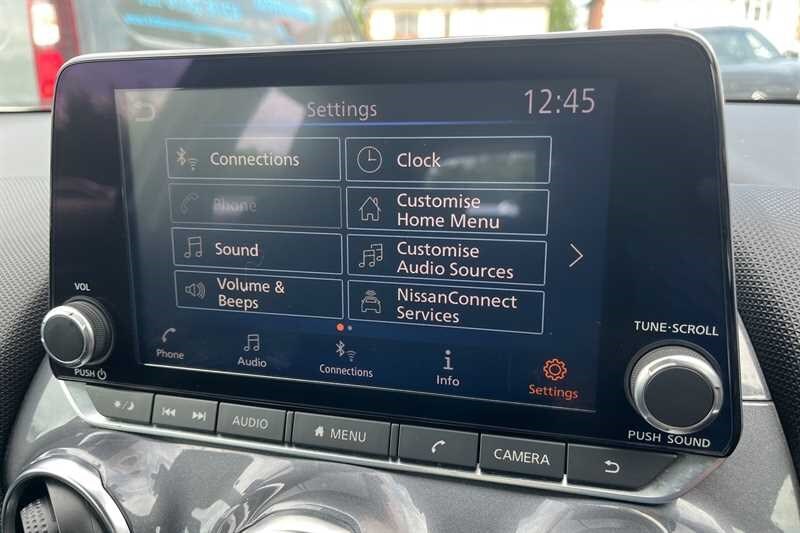 Settings
12:45
Connections
Clock
Phone
Customise
Home Menu
Sound
Customise
Audio Sources
Volume &
Beeps
NissanConnect
Services
Phone
Audio
Connections
Info
Settings
VOL
PUSH
TUNE·SCROLL
PUSH SOUND
AUDIO
MENU
CAMERA